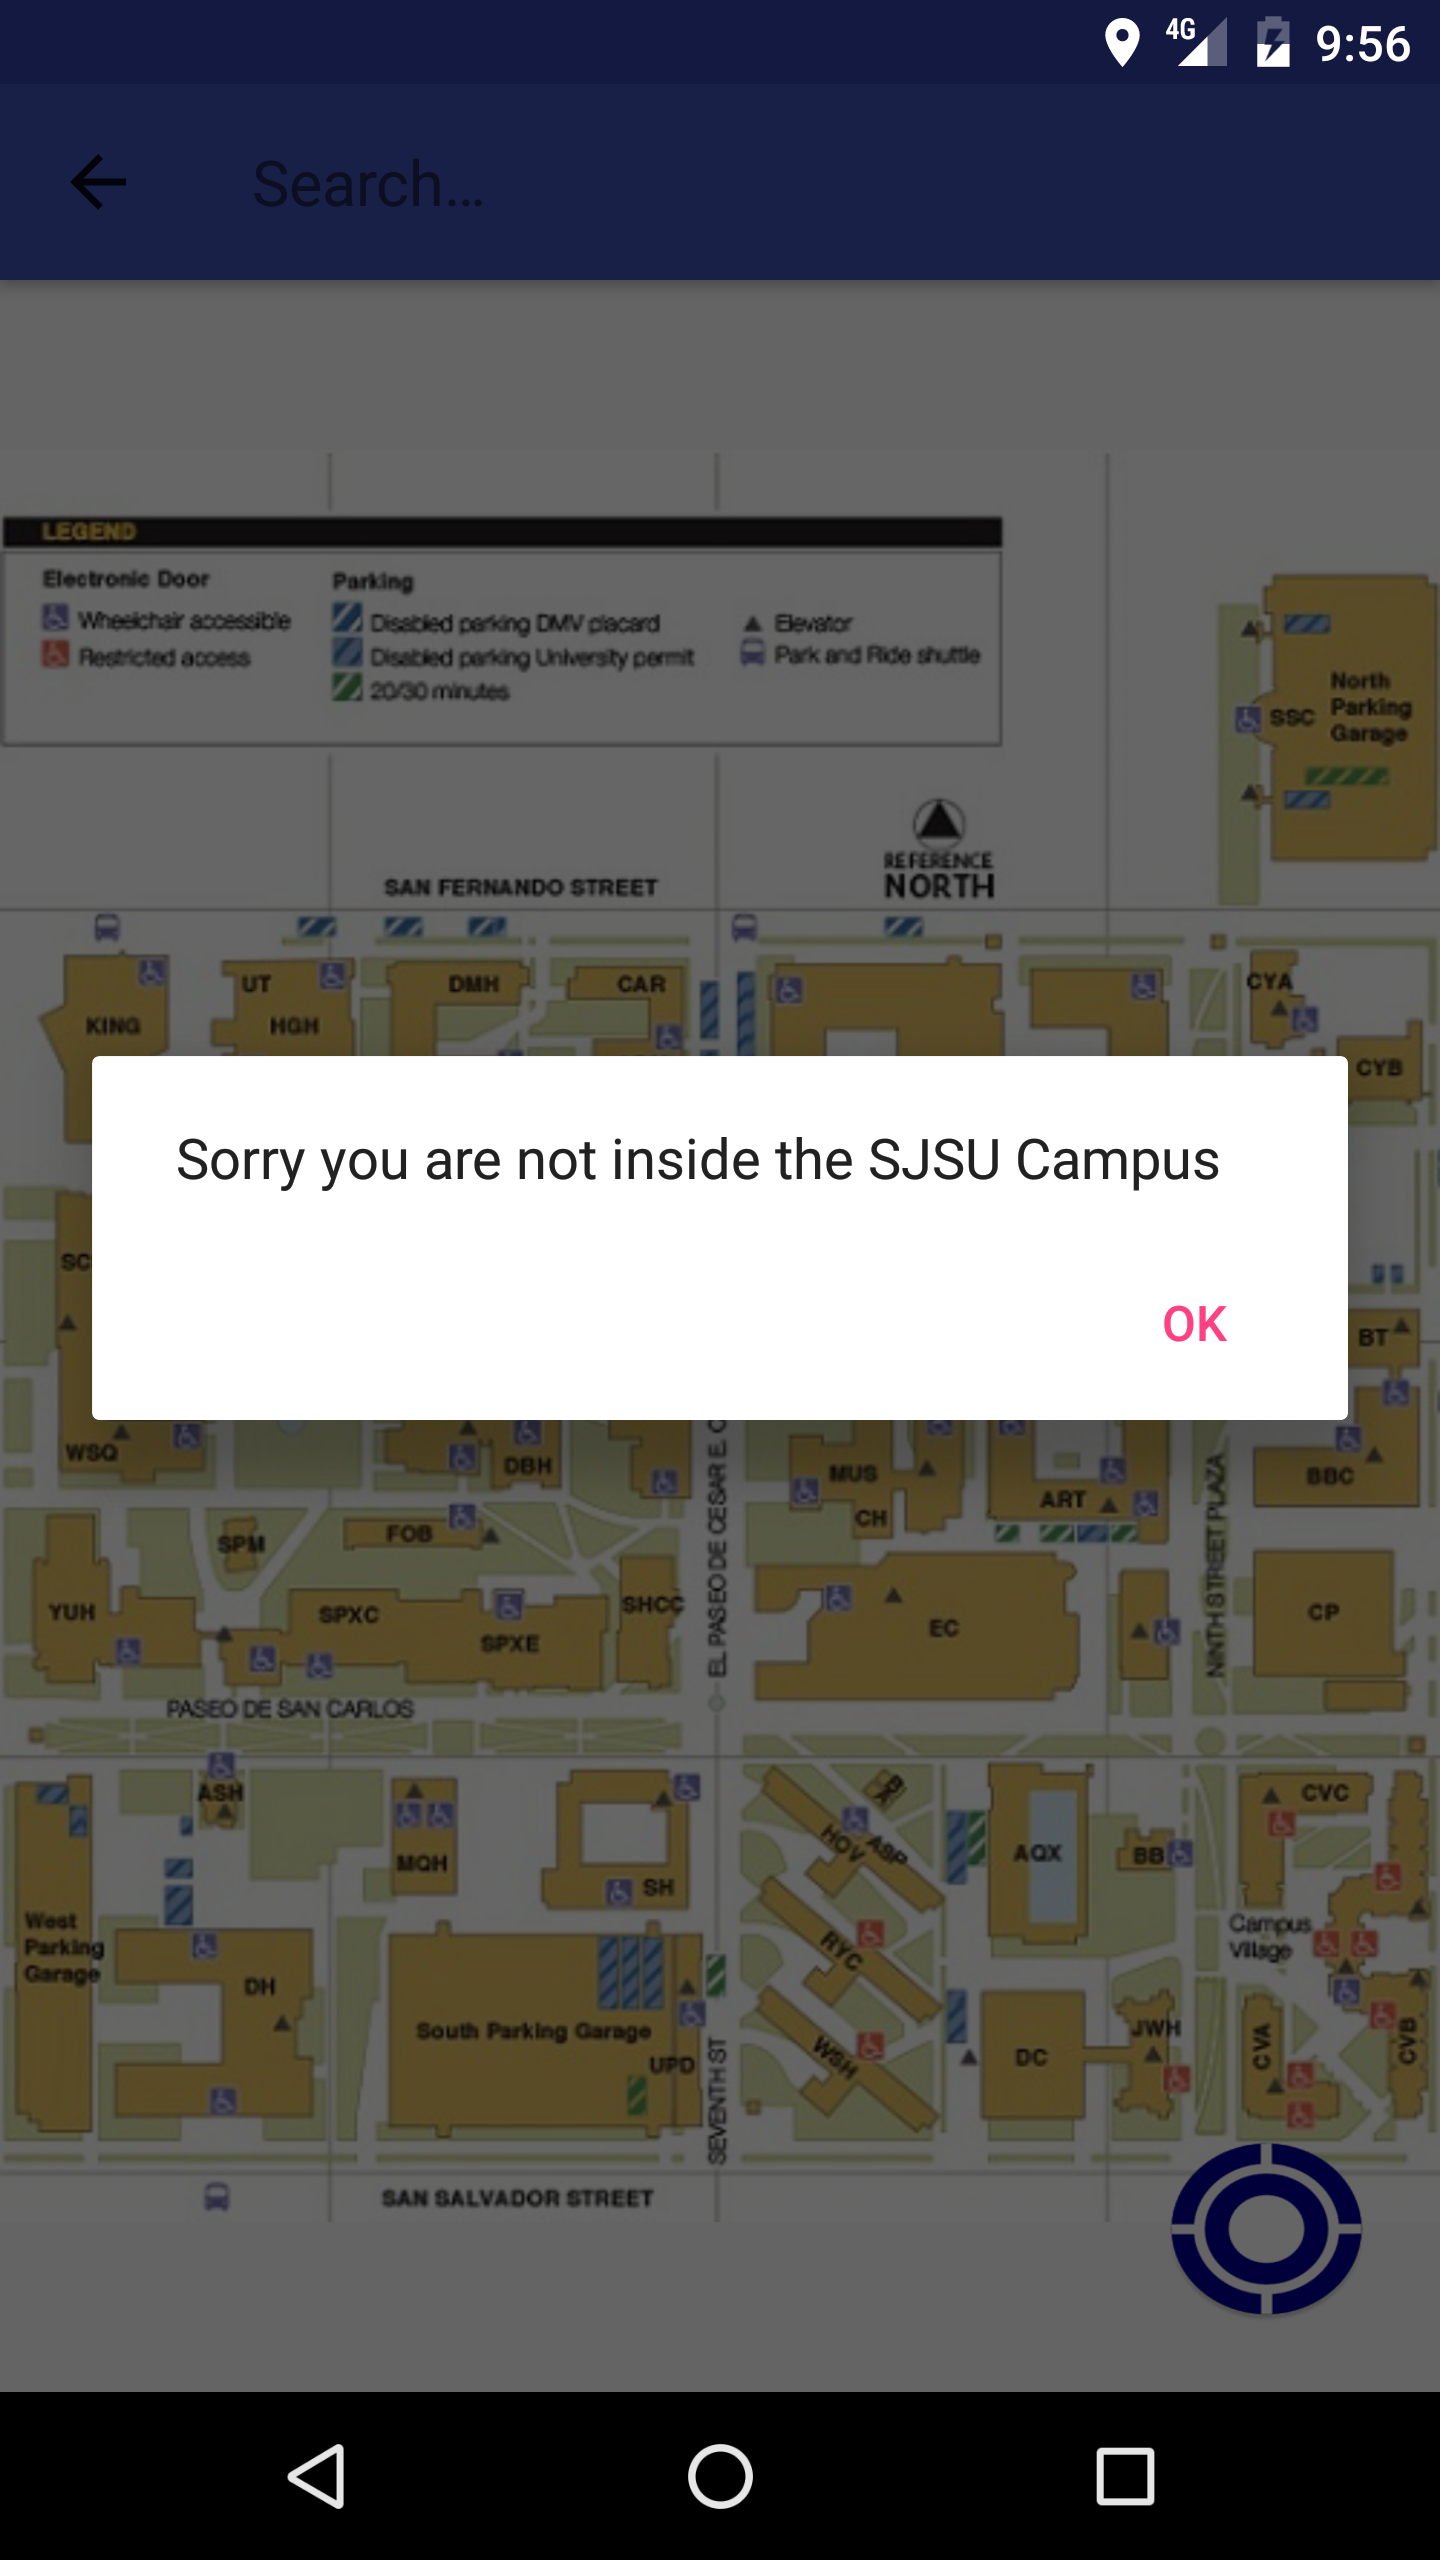 4G 9:56
Search...
LEGEND
Electronic Door
Wheelchair accessible
Restricted access
Parking
Disabled parking DMV placard
Disabled parking University permit
20/30 minutes
Elevator
Park and Ride shuttle
North
Parking
Garage
SSC
REFERENCE
NORTH
SAN FERNANDO STREET
UT
DMH
CAR
CYA
KING
HGH
CYB
Sorry you are not inside the SJSU Campus
OK
BT
WSQ
DBH
MUS
BBC
ART
CH
FOB
SPM
EL PASEO DE CESAR E.
NINTH STREET PLAZA
YUH
SPXC
SHCC
SPXE
EC
CP
PASEO DE SAN CARLOS
ASH
CVC
HOV
ASP
MQH
AQX
BB
SH
West
Parking
Garage
Campus
Village
RYC
DH
South Parking Garage
UPD
WSH
DC
JWH
CVA
CVB
SEVENTH ST
SAN SALVADOR STREET